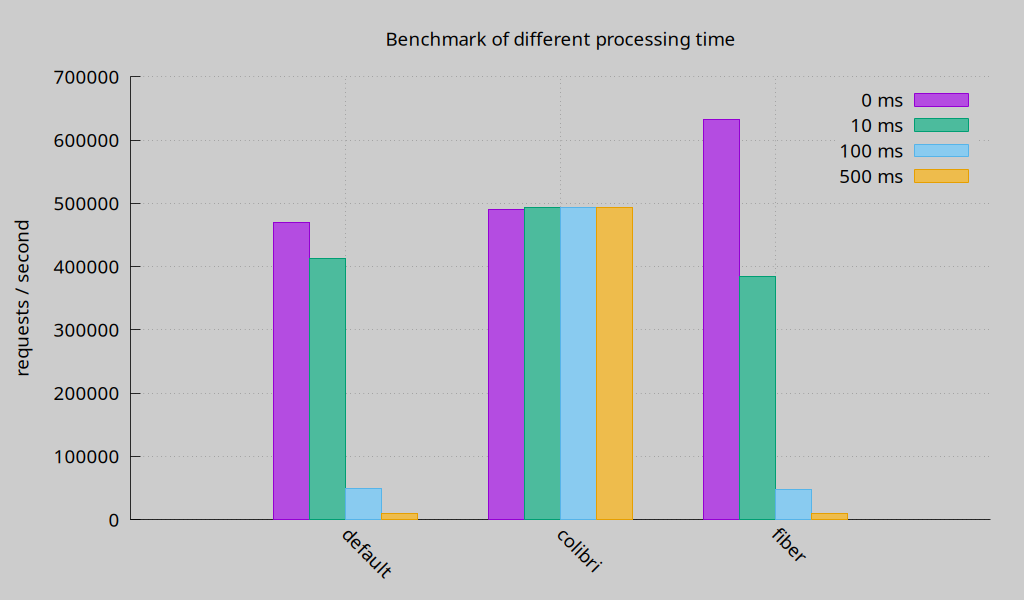 Benchmark of different processing time
700000
600000
500000
400000
300000
200000
100000
0
requests / second
0 ms
10 ms
100 ms
500 ms
default
colibri
fiber